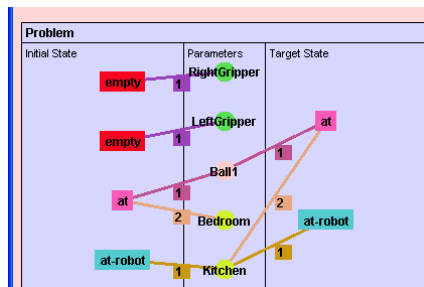 Problem
Initial State
Parameters
Target State
RightGripper
empty
1
LeftGripper
at
empty
1
1
Ball1
1
at
2
2
Bedroom
at-robot
1
at-robot
1
Kitchen